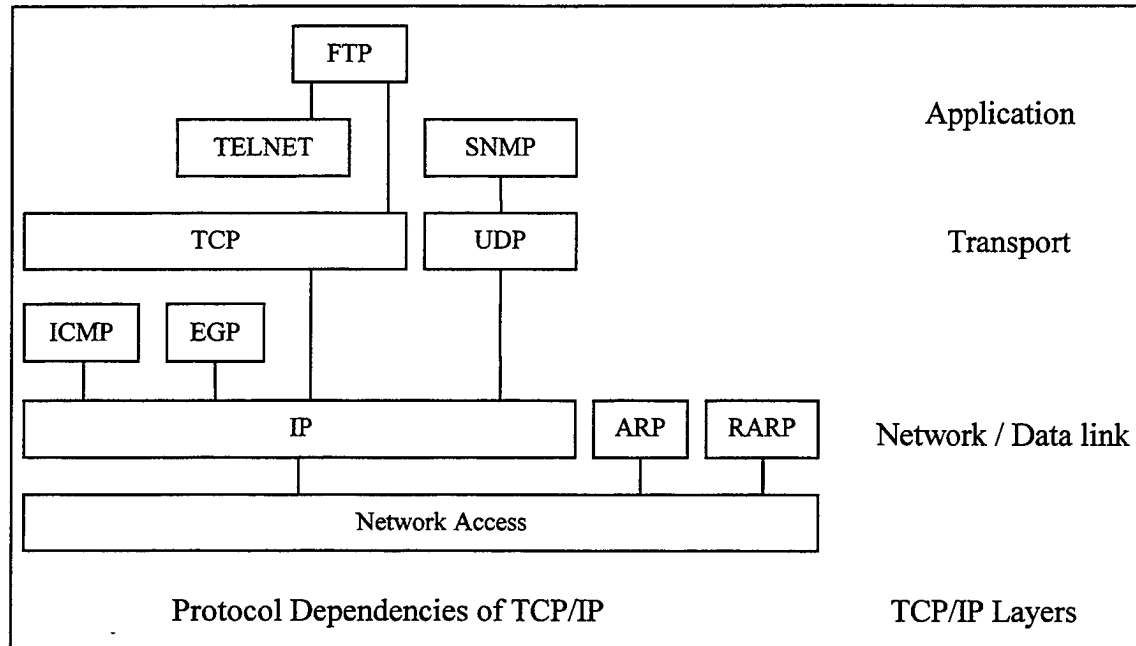 FTP
Application
TELNET
SNMP
TCP
UDP
Transport
ICMP
EGP
IP
ARP
RARP
Network / Data link
Network Access
Protocol Dependencies of TCP/IP
TCP/IP Layers